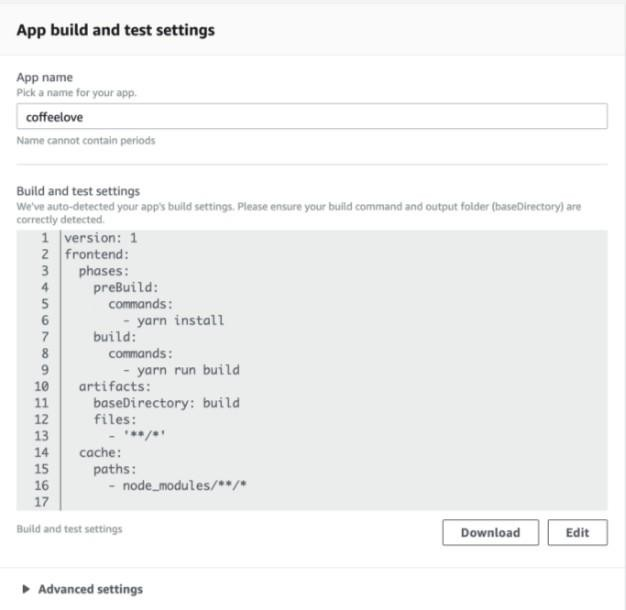 App build and test settings
App name
Pick a name for your app.
coffeelove
Name cannot contain periods
Build and test settings
We've auto-detected your app's build settings. Please ensure your build command and output folder (baseDirectory) are
correctly detected.
1 version: 1
2 frontend:
3   phases:
4     preBuild:
5       commands:
6         - yarn install
7     build:
8       commands:
9         - yarn run build
10   artifacts:
11     baseDirectory: build
12     files:
13       - '**/*'
14   cache:
15     paths:
16       - node_modules/**/*
17
Build and test settings
Download Edit
Advanced settings